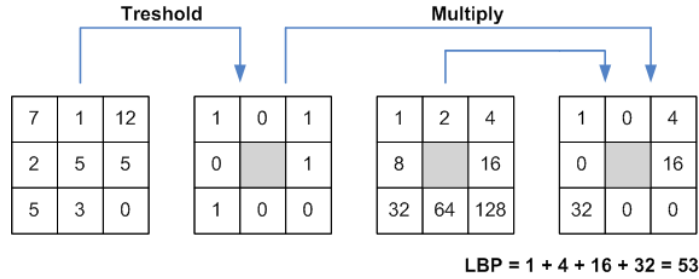 Treshold Multiply
7 1 12 1 0 1 1 2 4 1 0 4
2 5 5 0 1 8 16 0 16
5 3 0 1 0 0 32 64 128 32 0 0
LBP = 1 + 4 + 16 + 32 = 53